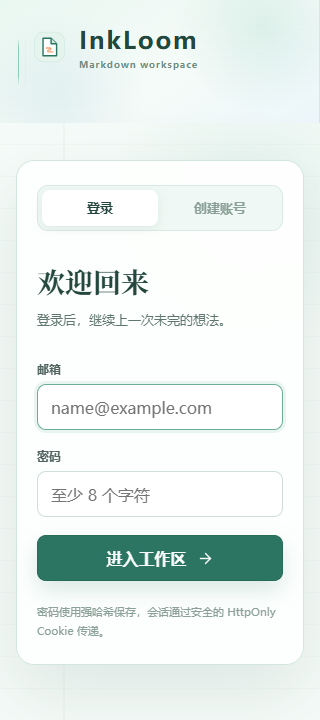 InkLoom
Markdown workspace
登录
创建账号
欢迎回来
登录后，继续上一次未完的想法。
邮箱
name@example.com
密码
至少 8 个字符
进入工作区 →
密码使用强哈希保存，会话通过安全的 HttpOnly
Cookie 传递。